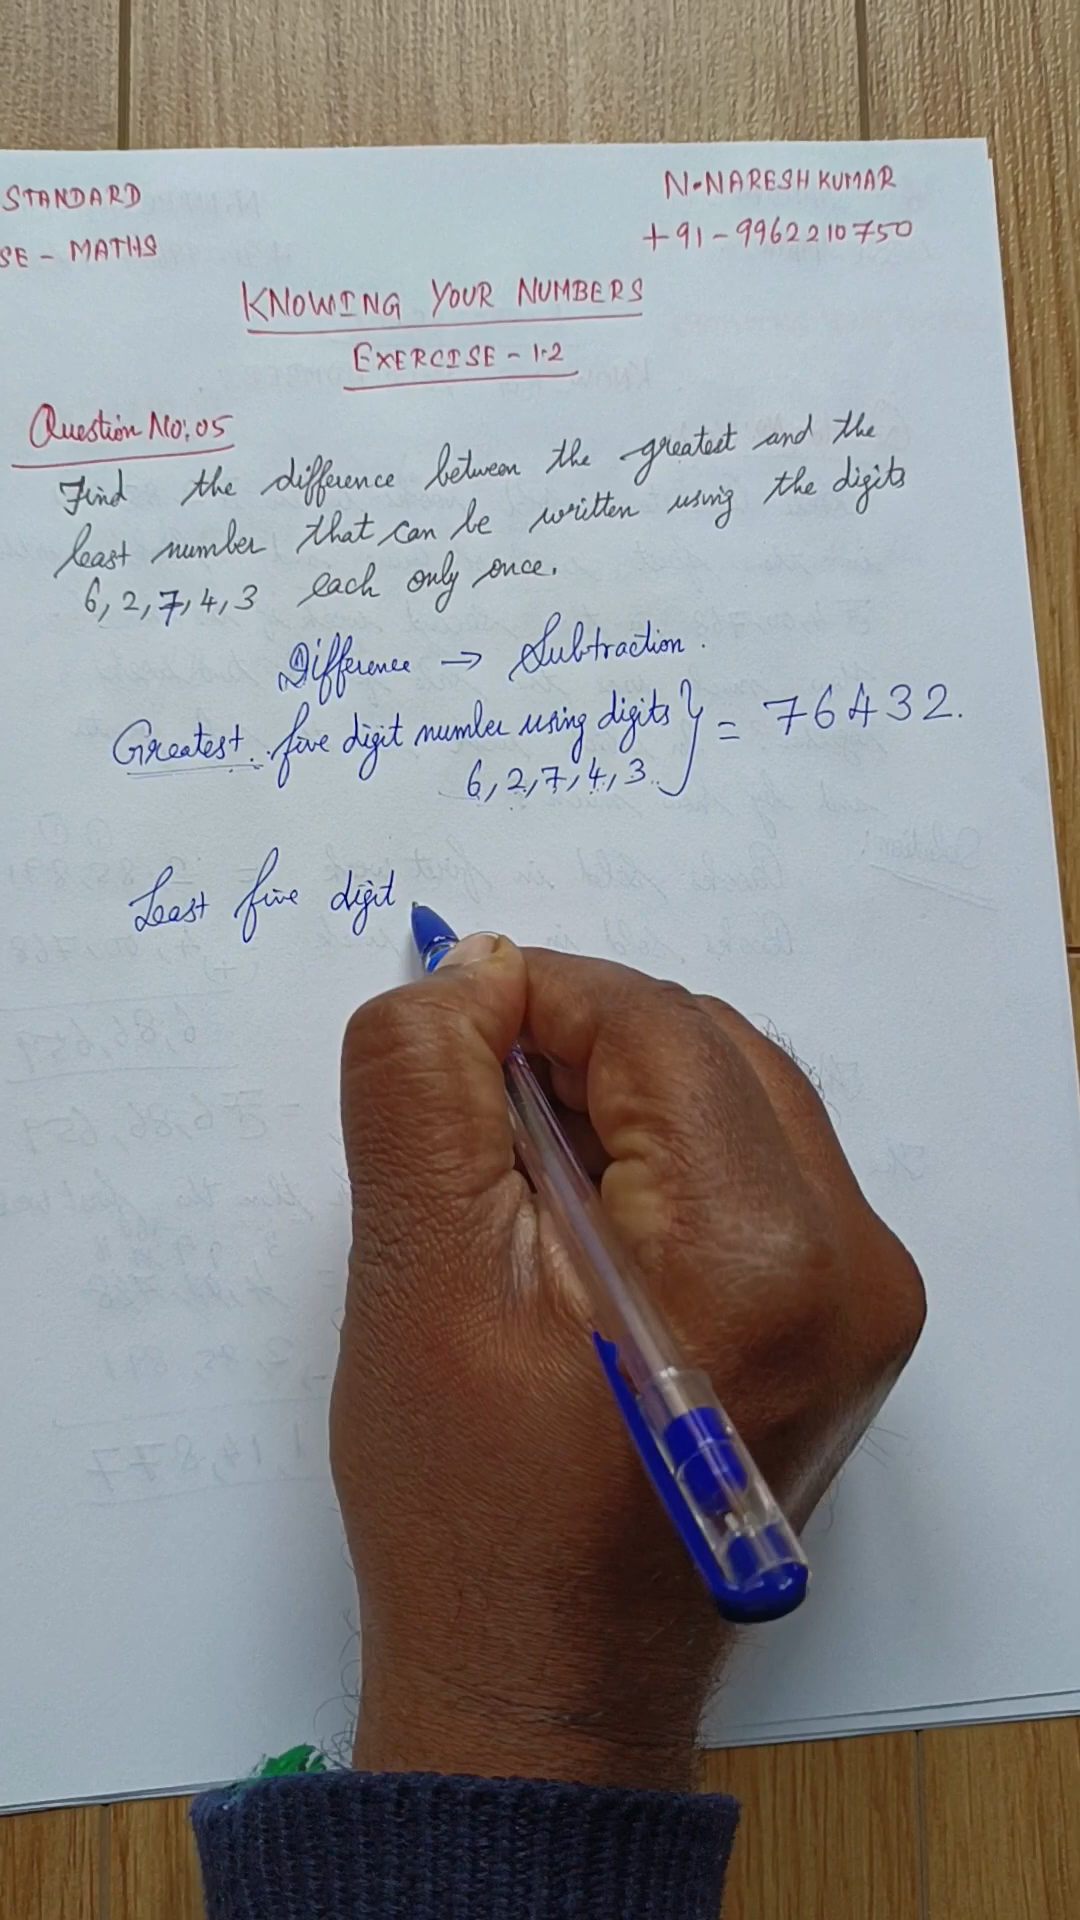 STANDARD
N. NARESH KUMAR
SE - MATHS
+91-9962210750
KNOWING YOUR NUMBERS
EXERCISE - 1.2
Question No: 05
Find the difference between the greatest and the
least number that can be written using the digits
6, 2, 7, 4, 3 each only once.
Difference → Subtraction.
Greatest five digit number using digits } = 76432.
6, 2, 7, 4, 3.
Least five digit